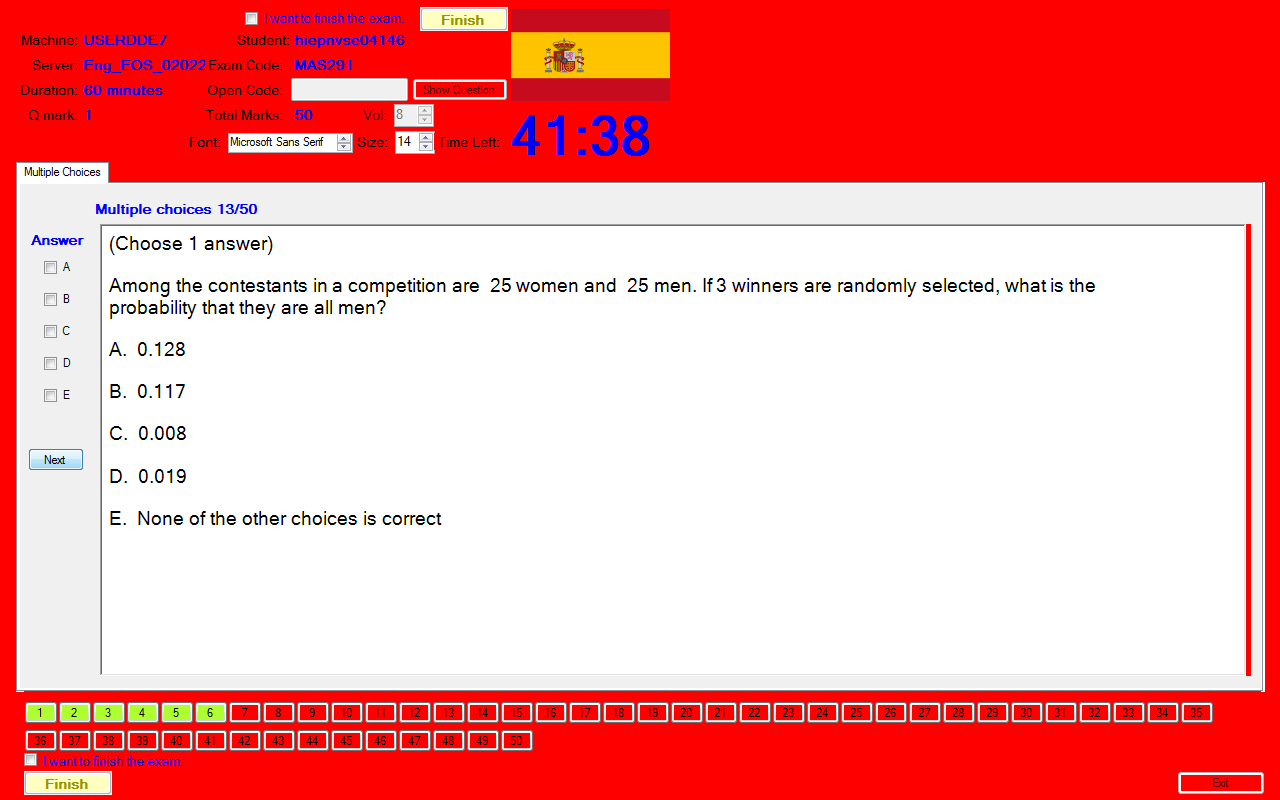 I want to finish the exam.
Finish
Machine: USERDDE7 Student: hiepnvse04146
Server: Eng_EOS_02022 Exam Code: MAS291
Duration: 60 minutes Open Code: Show Question
Q mark: 1 Total Marks: 50 Vol: 8
Font: Microsoft Sans Serif Size: 14 Time Left: 41:38
Multiple Choices
Multiple choices 13/50
Answer
A
B
C
D
E
Next
(Choose 1 answer)
Among the contestants in a competition are 25 women and 25 men. If 3 winners are randomly selected, what is the
probability that they are all men?
A. 0.128
B. 0.117
C. 0.008
D. 0.019
E. None of the other choices is correct
1 2 3 4 5 6 7 8 9 10 11 12 13 14 15 16 17 18 19 20 21 22 23 24 25 26 27 28 29 30 31 32 33 34 35
36 37 38 39 40 41 42 43 44 45 46 47 48 49 50
I want to finish the exam.
Finish
Exit